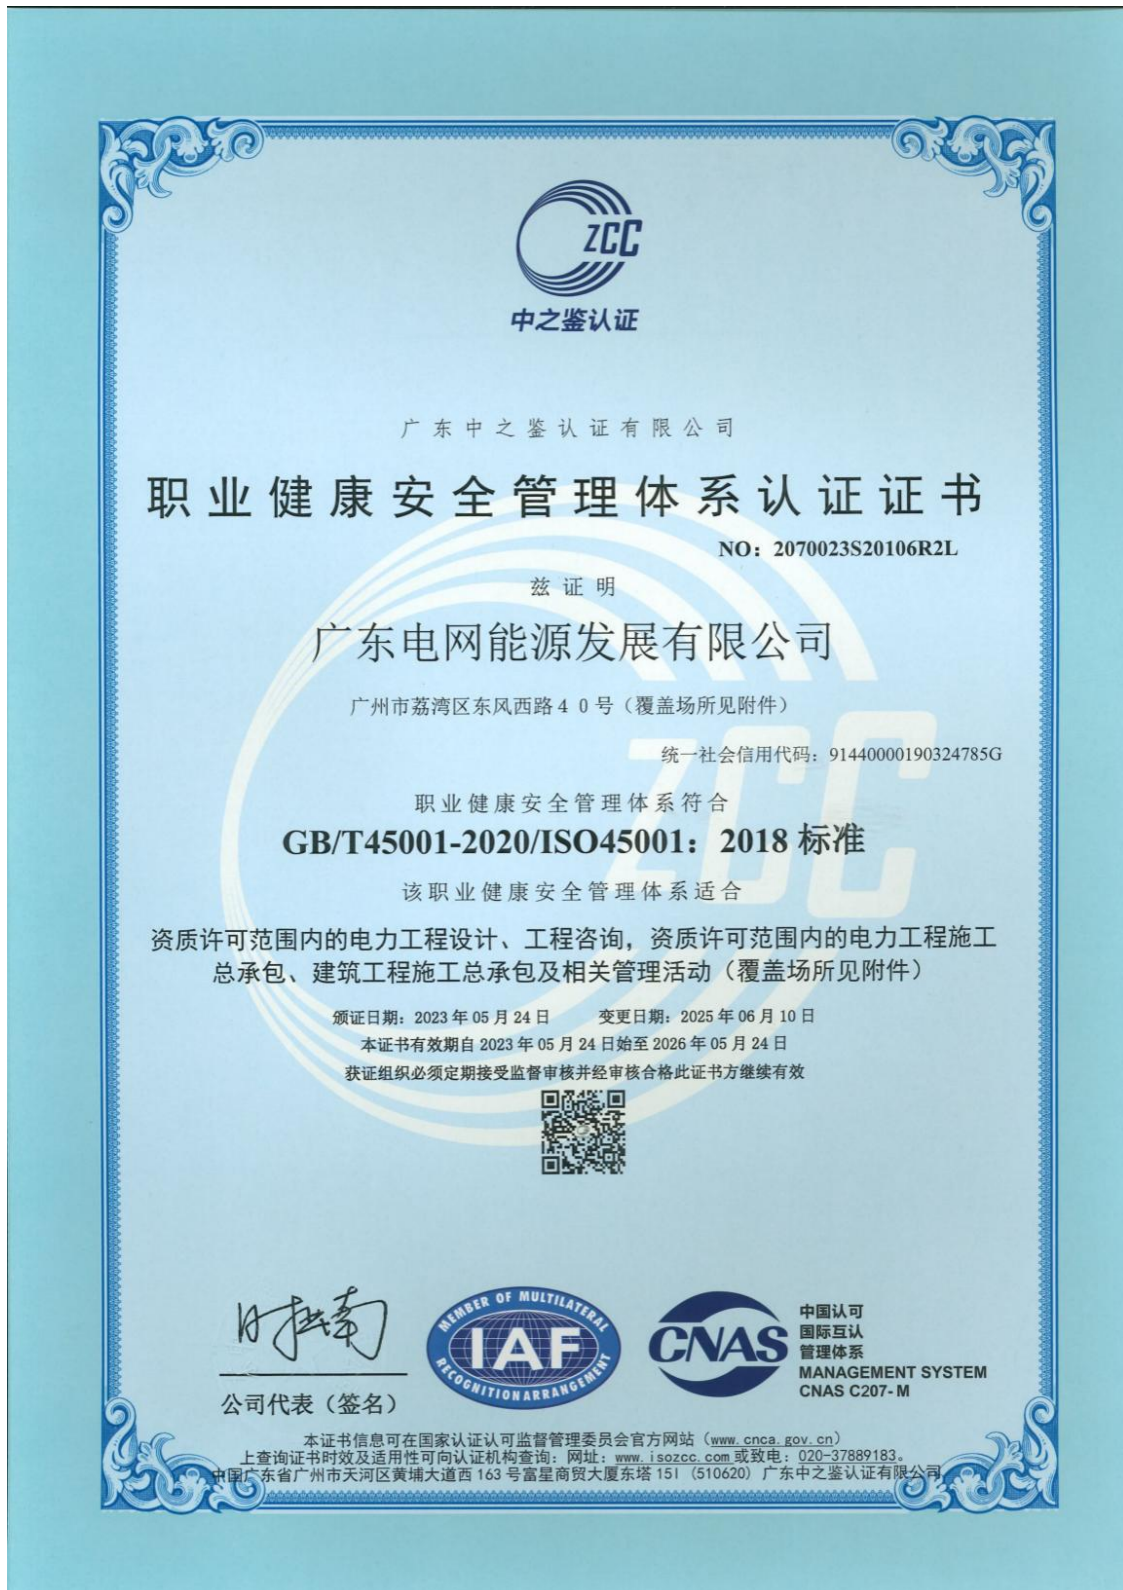 ZCC
中之鉴认证
广东中之鉴认证有限公司
职业健康安全管理体系认证证书
NO：2070023S20106R2L
兹证明
广东电网能源发展有限公司
广州市荔湾区东风西路４０号（覆盖场所见附件）
统一社会信用代码：91440000190324785G
职业健康安全管理体系符合
GB/T45001-2020/ISO45001：2018 标准
该职业健康安全管理体系适合
资质许可范围内的电力工程设计、工程咨询，资质许可范围内的电力工程施工
总承包、建筑工程施工总承包及相关管理活动（覆盖场所见附件）
颁证日期：2023 年 05 月 24 日 变更日期：2025 年 06 月 10 日
本证书有效期自 2023 年 05 月 24 日始至 2026 年 05 月 24 日
获证组织必须定期接受监督审核并经审核合格此证书方继续有效
MEMBER OF MULTILATERAL
IAF
RECOGNITION ARRANGEMENT
CNAS
中国认可
国际互认
管理体系
MANAGEMENT SYSTEM
CNAS C207-M
公司代表（签名）
本证书信息可在国家认证认可监督管理委员会官方网站（www.cnca.gov.cn）
上查询证书时效及适用性可向认证机构查询：网址：www.isozcc.com 或致电：020-37889183。
中国广东省广州市天河区黄埔大道西 163 号富星商贸大厦东塔 15I （510620）广东中之鉴认证有限公司